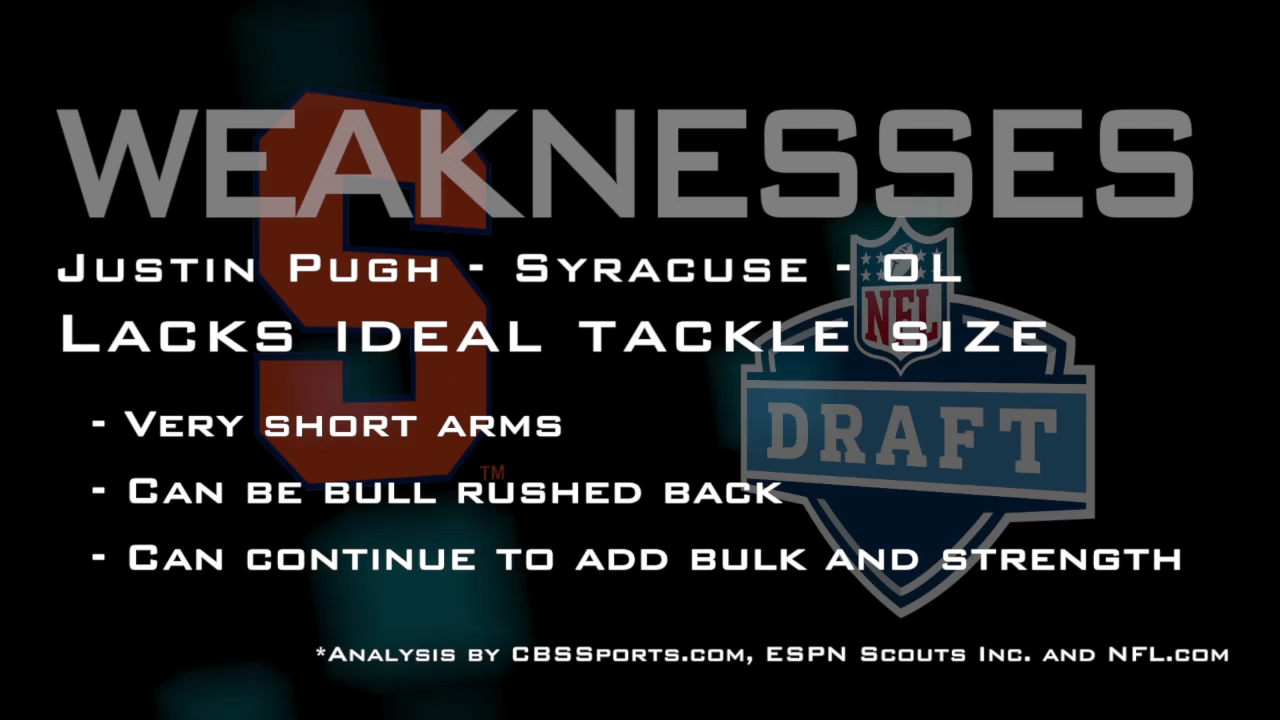 WEAKNESSES
JUSTIN PUGH - SYRACUSE - OL
LACKS IDEAL TACKLE SIZE
- VERY SHORT ARMS
- CAN BE BULL RUSHED BACK
- CAN CONTINUE TO ADD BULK AND STRENGTH
*ANALYSIS BY CBSSPORTS.COM, ESPN SCOUTS INC. AND NFL.COM
S
TM
NFL
DRAFT